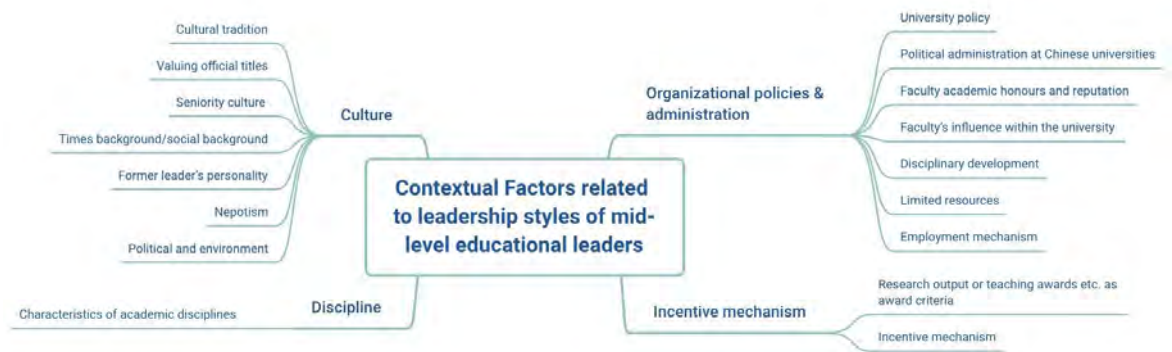 Cultural tradition
Valuing official titles
Seniority culture
Times background/social background
Former leader's personality
Nepotism
Political and environment
Culture
Characteristics of academic disciplines
Discipline
Contextual Factors related
to leadership styles of mid-
level educational leaders
Organizational policies &
administration
University policy
Political administration at Chinese universities
Faculty academic honours and reputation
Faculty's influence within the university
Disciplinary development
Limited resources
Employment mechanism
Incentive mechanism
Research output or teaching awards etc. as
award criteria
Incentive mechanism